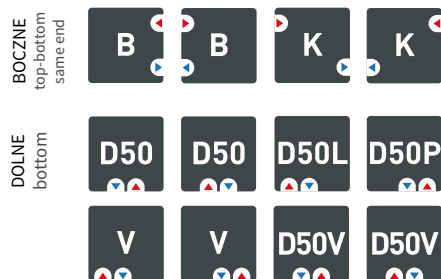 BOCZNE
top-bottom
same end
B B K K
DOLNE
bottom
D50 D50 D50L D50P
V V D50V D50V